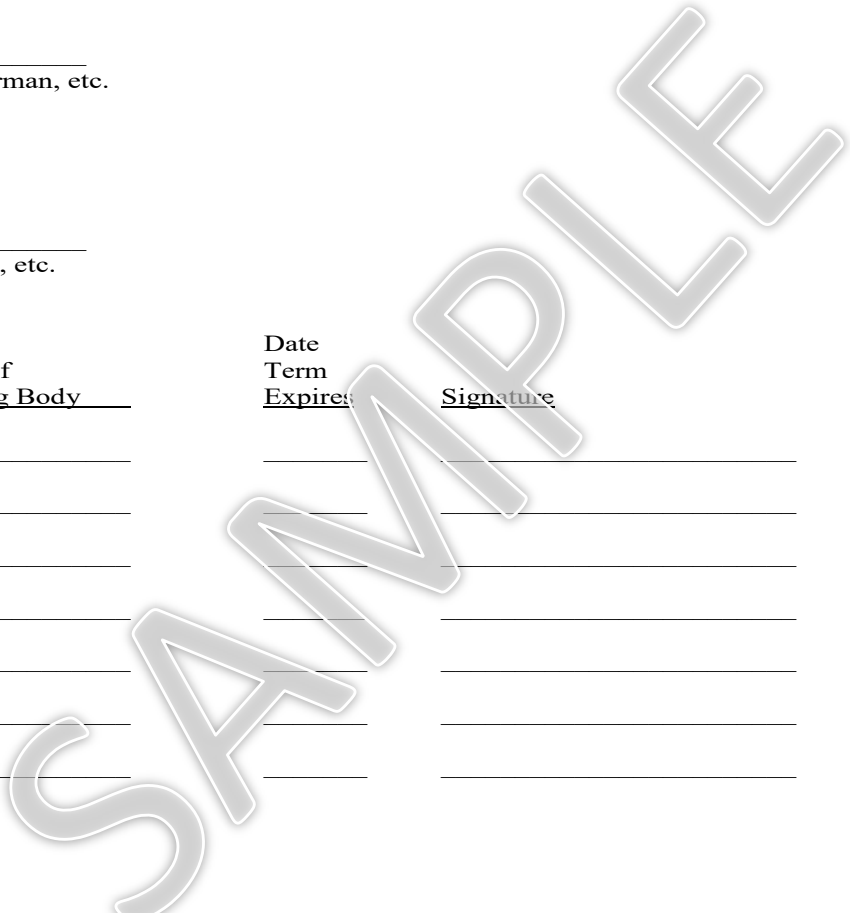 rman, etc.
, etc.
Date
f Term
g Body Expires Signature
SAMPLE